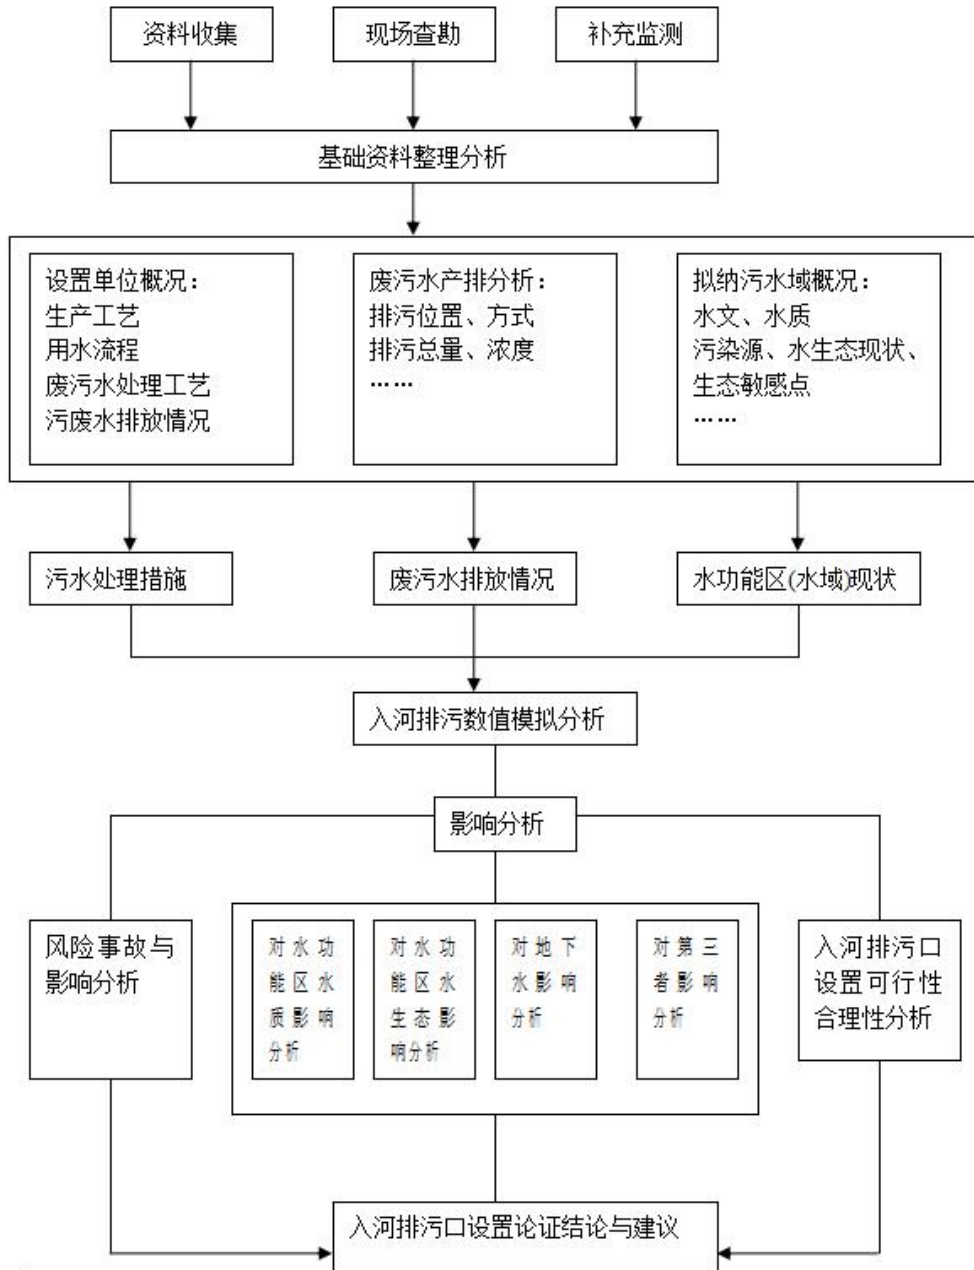 资料收集
现场查勘
补充监测
基础资料整理分析
设置单位概况：
生产工艺
用水流程
废污水处理工艺
污废水排放情况
废污水产排分析：
排污位置、方式
排污总量、浓度
……
拟纳污水域概况：
水文、水质
污染源、水生态现状、
生态敏感点
……
污水处理措施
废污水排放情况
水功能区(水域)现状
入河排污数值模拟分析
影响分析
风险事故与
影响分析
对水功
能区水
质影响
分析
对水功
能区水
生态影
响分析
对地下
水影响
分析
对第三
者影响
分析
入河排污口
设置可行性
合理性分析
入河排污口设置论证结论与建议